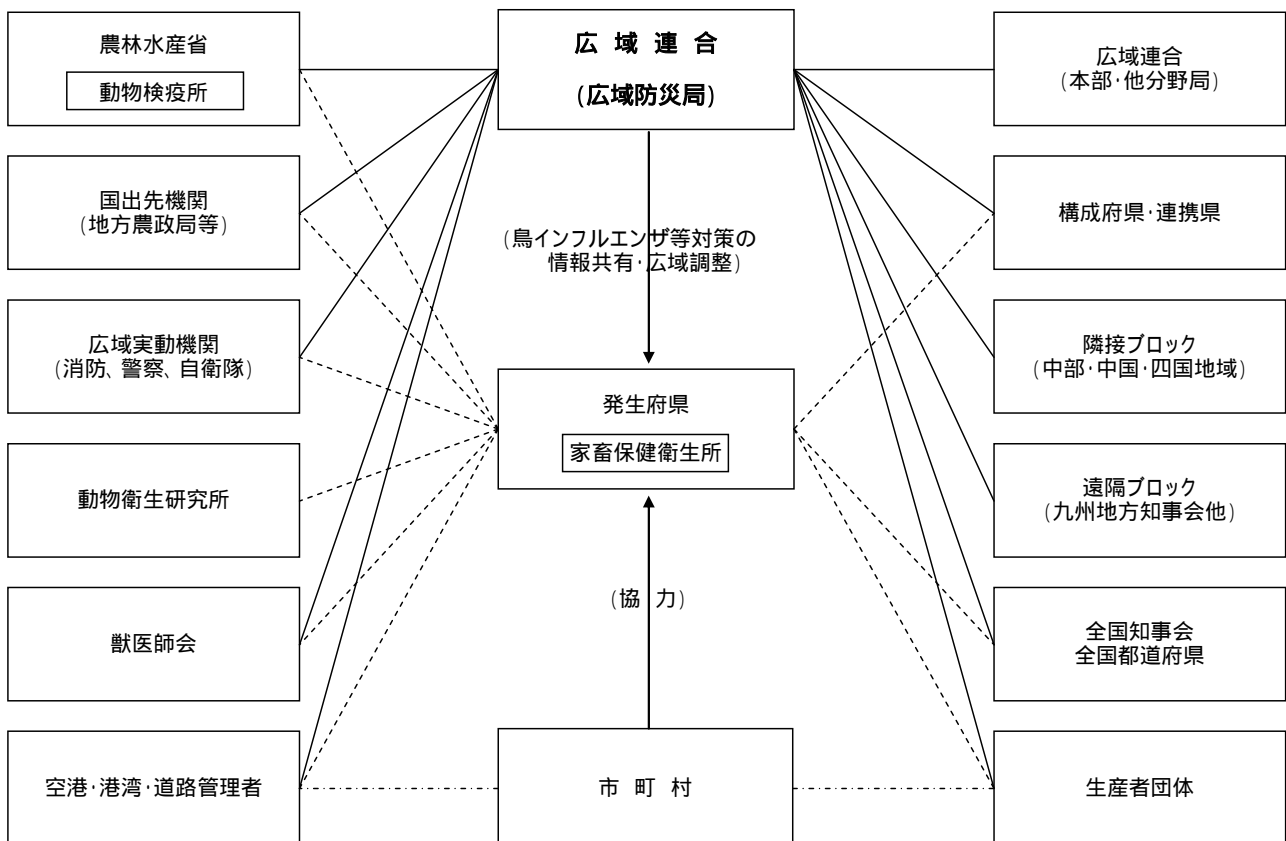 農林水産省
動物検疫所
広 域 連 合
(広域防災局)
広域連合
(本部・他分野局)
国出先機関
(地方農政局等)
構成府県・連携県
(鳥インフルエンザ等対策の
情報共有・広域調整)
広域実動機関
(消防、警察、自衛隊)
隣接ブロック
(中部・中国・四国地域)
発生府県
家畜保健衛生所
動物衛生研究所
遠隔ブロック
(九州地方知事会他)
(協 力)
獣医師会
全国知事会
全国都道府県
空港・港湾・道路管理者
市 町 村
生産者団体